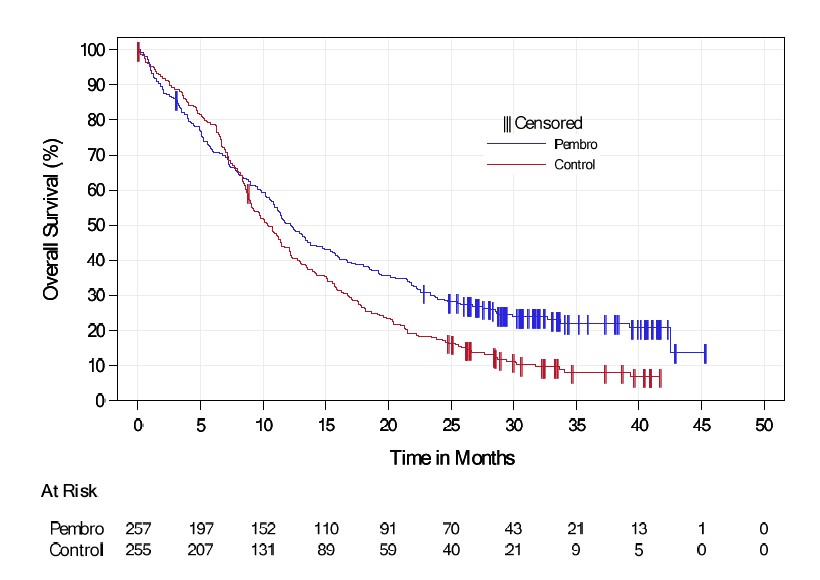 100
90
80
70
60
50
40
30
20
10
0
Overall Survival (%)
Censored
Pembro
Control
0 5 10 15 20 25 30 35 40 45 50
Time in Months
At Risk
Pembro 257 197 152 110 91 70 43 21 13 1 0
Control 255 207 131 89 59 40 21 9 5 0 0